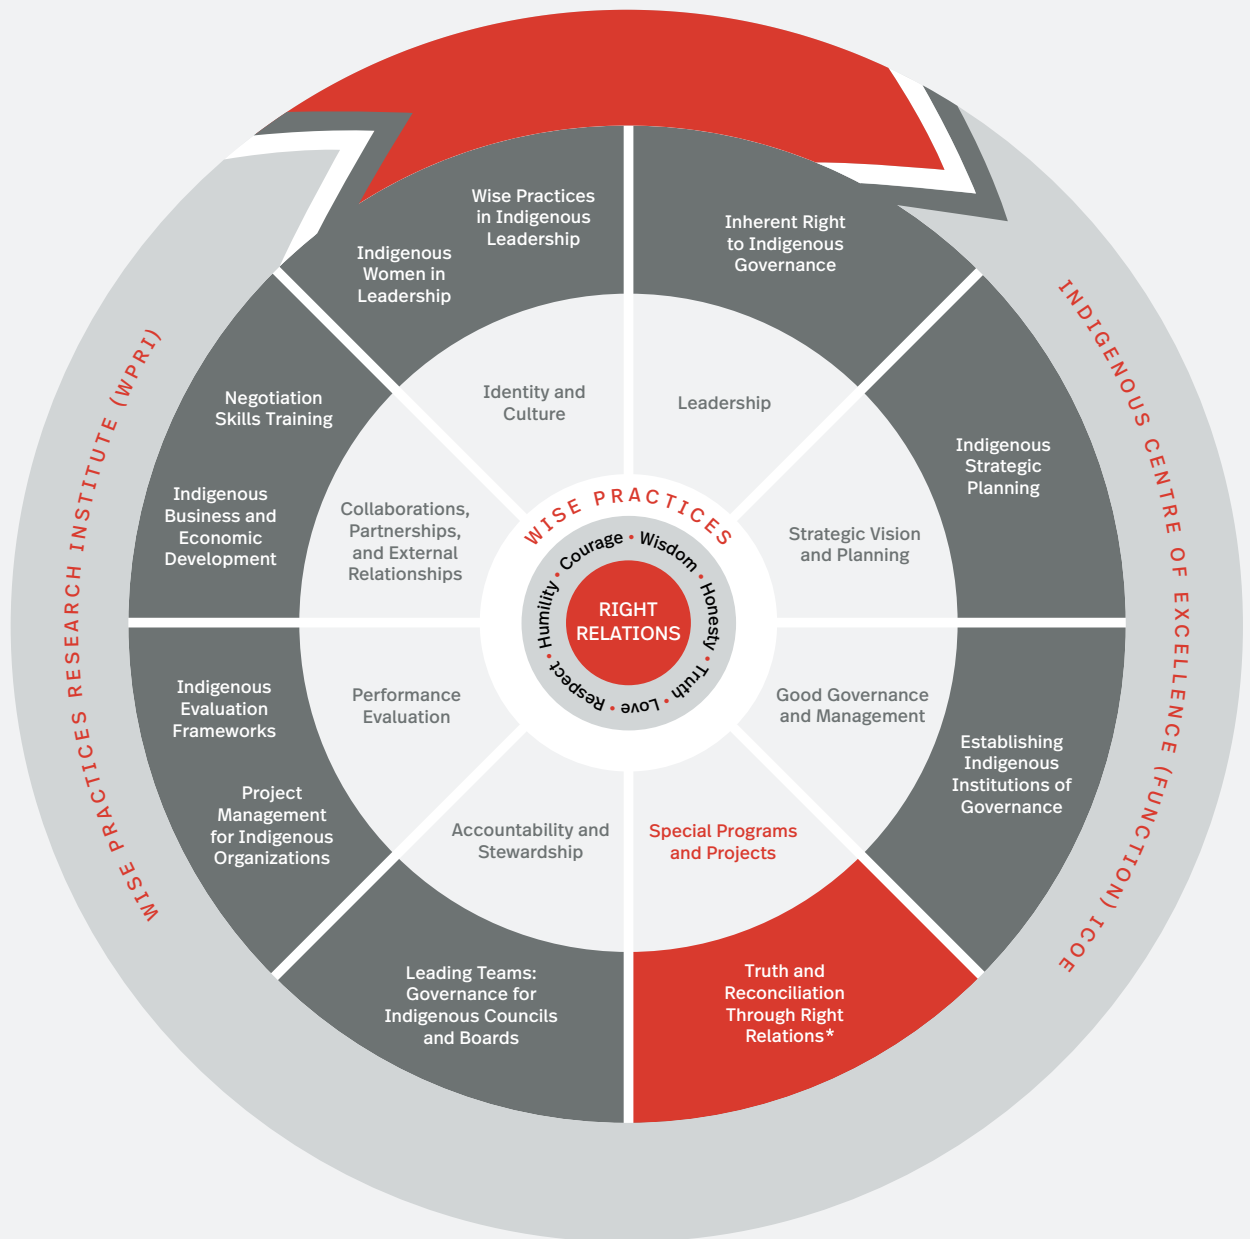 Wise Practices
in Indigenous
Leadership
Indigenous
Women in
Leadership
Inherent Right
to Indigenous
Governance
Indigenous
Strategic
Planning
Establishing
Indigenous
Institutions of
Governance
Truth and
Reconciliation
Through Right
Relations*
Leading Teams:
Governance for
Indigenous Councils
and Boards
Project
Management
for Indigenous
Organizations
Indigenous
Evaluation
Frameworks
Indigenous
Business and
Economic
Development
Negotiation
Skills Training
Identity and
Culture
Leadership
Strategic Vision
and Planning
Good Governance
and Management
Special Programs
and Projects
Accountability and
Stewardship
Performance
Evaluation
Collaborations,
Partnerships,
and External
Relationships
WISE PRACTICES
Courage • Wisdom • Honesty • Truth • Love • Respect • Humility •
RIGHT
RELATIONS
WISE PRACTICES RESEARCH INSTITUTE (WPRI)
INDIGENOUS CENTRE OF EXCELLENCE (FUNCTION) ICOE